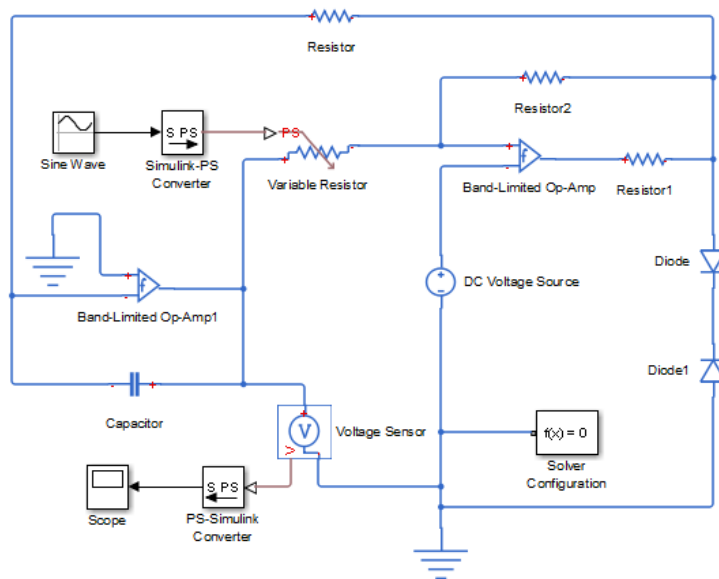 Resistor
Resistor2
S PS
PS
Sine Wave
Simulink-PS
Converter
Variable Resistor
f
Band-Limited Op-Amp
Resistor1
Diode
DC Voltage Source
f
Band-Limited Op-Amp1
Diode1
Capacitor
V
Voltage Sensor
V
f(x) = 0
Solver
Configuration
S PS
Scope
PS-Simulink
Converter